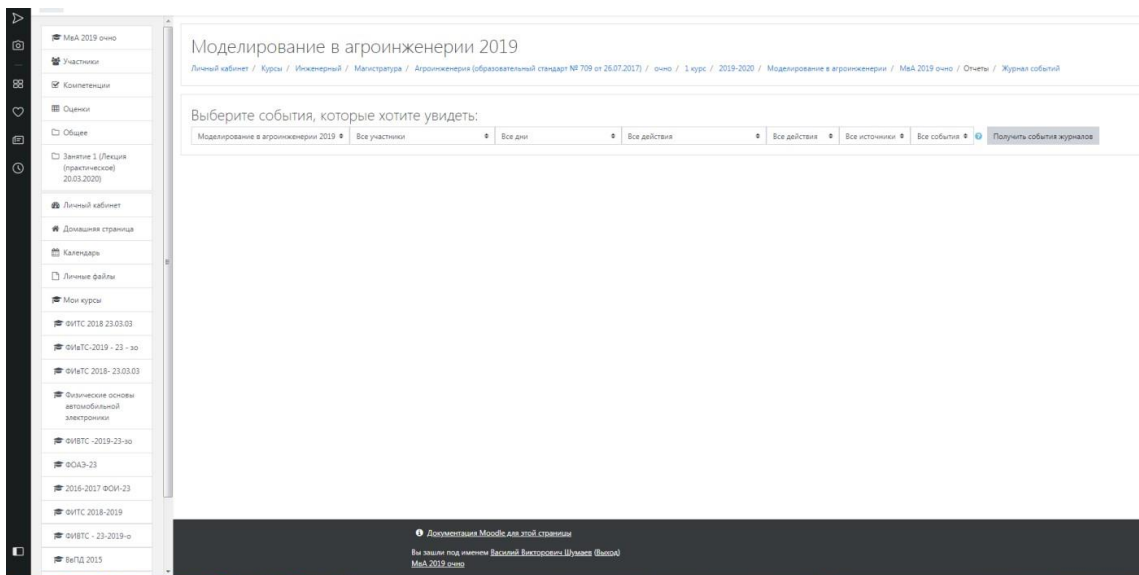 МвА 2019 очно
Участники
Компетенции
Оценки
Общее
Занятие 1 (Лекция
(практическое)
20.03.2020)
Личный кабинет
Домашняя страница
Календарь
Личные файлы
Мои курсы
ФИТС 2018 23.03.03
ФИвТС-2019 - 23 - зо
ФИвТС 2018- 23.03.03
Физические основы
автомобильной
электроники
ФИВТС -2019-23-зо
ФОАЭ-23
2016-2017 ФОИ-23
ФИТС 2018-2019
ФИВТС - 23-2019-о
ВеПД 2015
Моделирование в агроинженерии 2019
Личный кабинет / Курсы / Инженерный / Магистратура / Агроинженерия (образовательный стандарт № 709 от 26.07.2017) / очно / 1 курс / 2019-2020 / Моделирование в агроинженерии / МвА 2019 очно / Отчеты / Журнал событий
Выберите события, которые хотите увидеть:
Моделирование в агроинженерии 2019 Все участники Все дни Все действия Все действия Все источники Все события Получить события журналов
Документация Moodle для этой страницы
Вы зашли под именем Василий Викторович Шумаев (Выход)
МвА 2019 очно